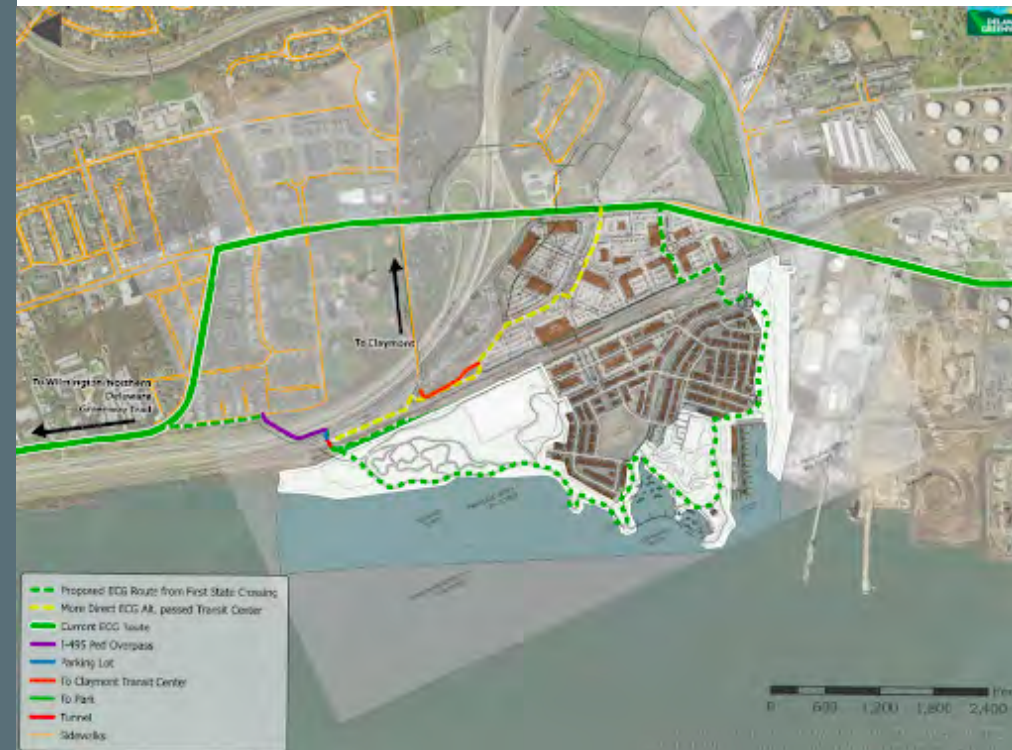 To Claymont
To Wilmington/Northern
Delaware
Greenway Trail
Proposed ECG Route from First State Crossing
More Direct ECG Alt. passed Transit Center
Current ECG Route
I-495 Ped Overpass
Parking Lot
To Claymont Transit Center
To Park
Tunnel
Sidewalks
0 600 1,200 1,800 2,400